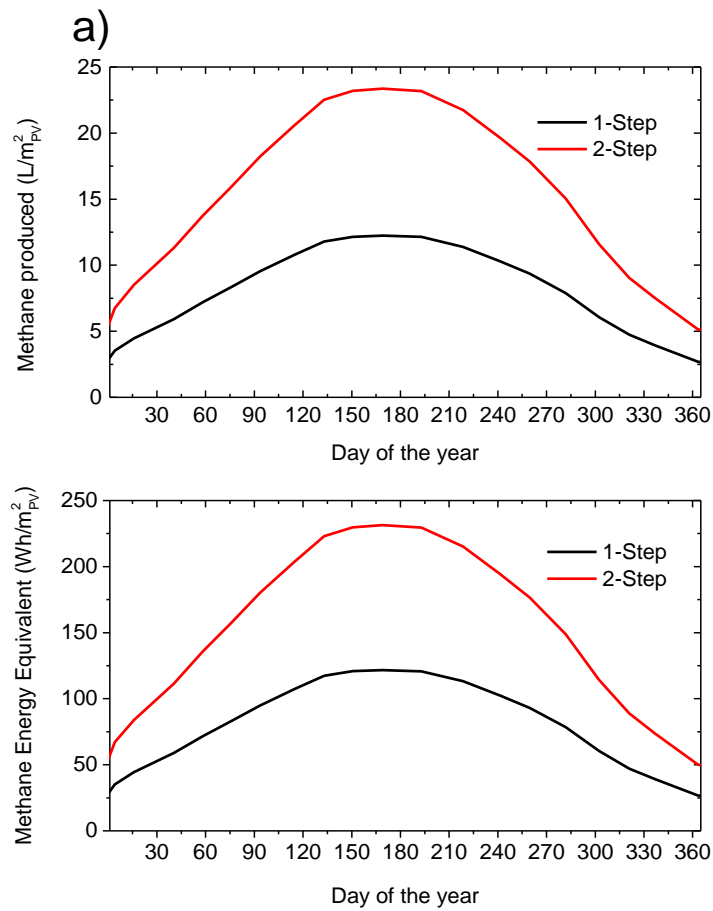 a)
25
20
15
10
5
0
Methane produced (L/m²PV)
1-Step
2-Step
30 60 90 120 150 180 210 240 270 300 330 360
Day of the year
250
200
150
100
50
0
Methane Energy Equivalent (Wh/m²PV)
1-Step
2-Step
30 60 90 120 150 180 210 240 270 300 330 360
Day of the year